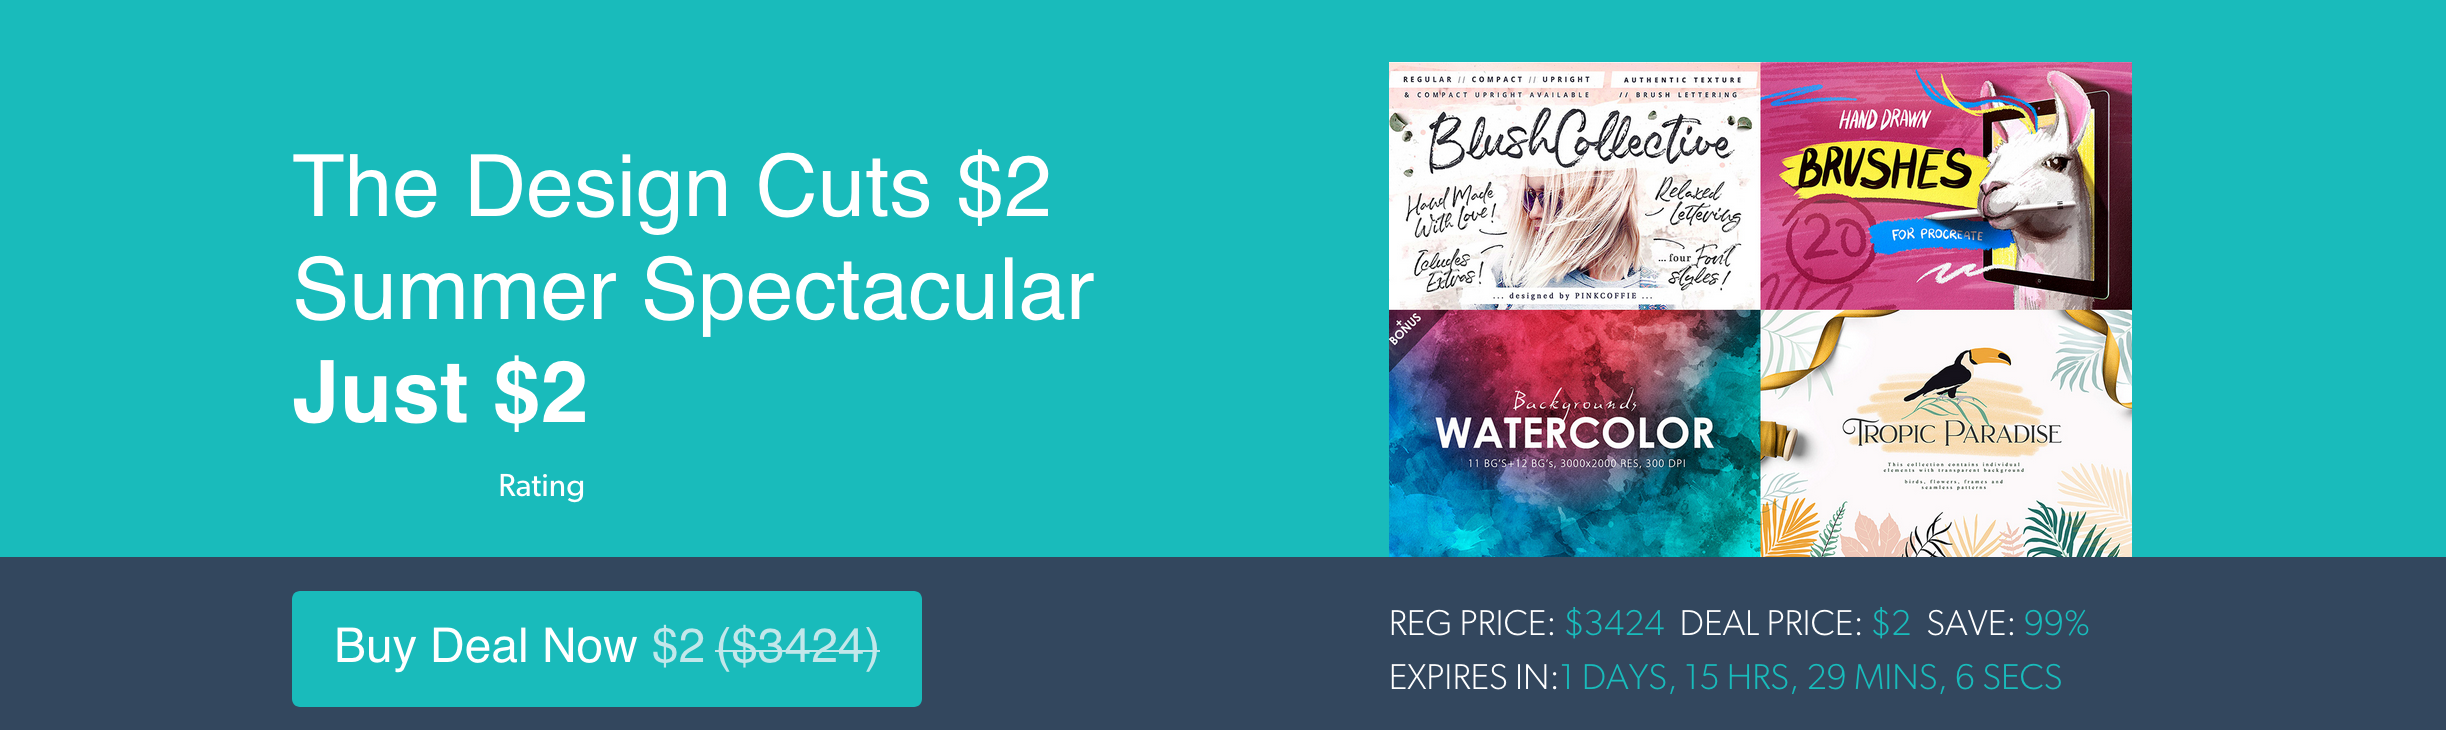 The Design Cuts $2
Summer Spectacular
Just $2
Rating
REGULAR // COMPACT // UPRIGHT
& COMPACT UPRIGHT AVAILABLE
AUTHENTIC TEXTURE
// BRUSH LETTERING
BlushCollective
Hand Made
With Love!
Relaxed
Lettering
Icludes
Extras!
...four Font
styles!
... designed by PINKCOFFIE ...
HAND DRAWN
BRUSHES
20
FOR PROCREATE
+
BONUS
Backgrounds
WATERCOLOR
11 BG'S+12 BG's, 3000x2000 RES, 300 DPI
TROPIC PARADISE
This collection contains individual
elements with transparent background
birds, flowers, frames and
seamless patterns
Buy Deal Now $2 ($3424)
REG PRICE: $3424 DEAL PRICE: $2 SAVE: 99%
EXPIRES IN:1 DAYS, 15 HRS, 29 MINS, 6 SECS